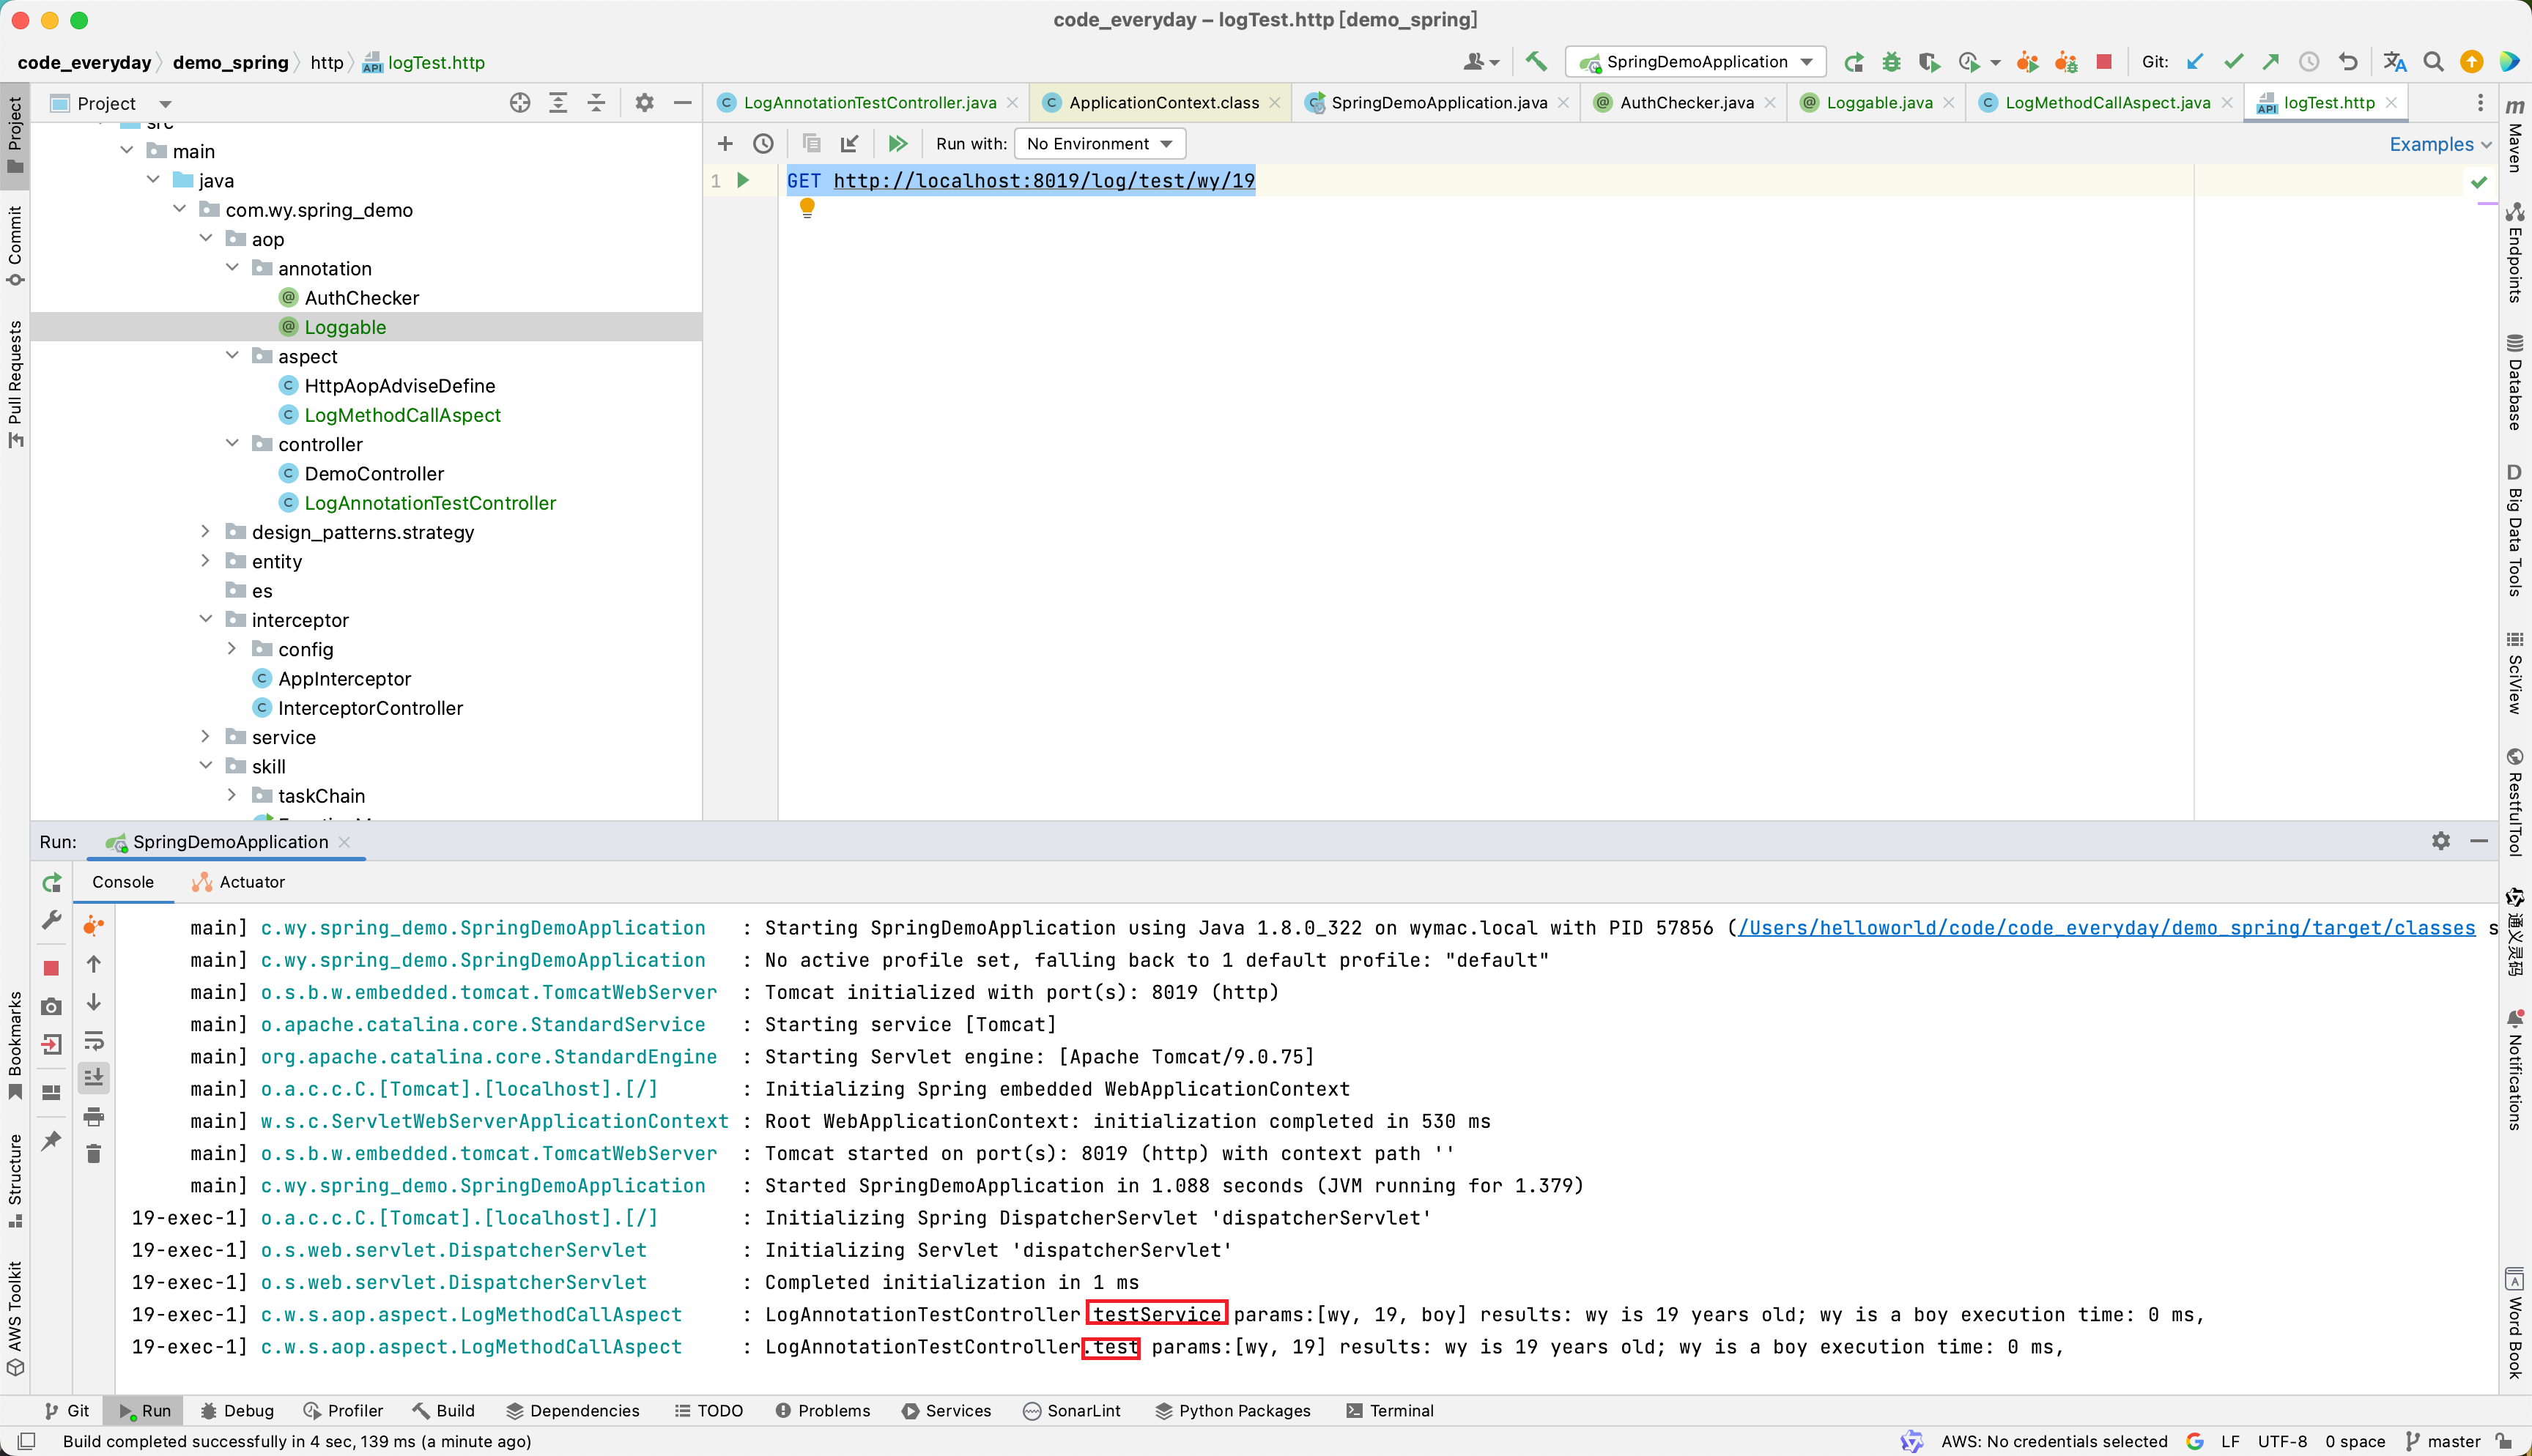 code_everyday – logTest.http [demo_spring]
code_everyday demo_spring http logTest.http
SpringDemoApplication
Git:
Project
LogAnnotationTestController.java
ApplicationContext.class
SpringDemoApplication.java
AuthChecker.java
Loggable.java
LogMethodCallAspect.java
logTest.http
Run with: No Environment
Examples
1 GET http://localhost:8019/log/test/wy/19
src
main
java
com.wy.spring_demo
aop
annotation
AuthChecker
Loggable
aspect
HttpAopAdviseDefine
LogMethodCallAspect
controller
DemoController
LogAnnotationTestController
design_patterns.strategy
entity
es
interceptor
config
AppInterceptor
InterceptorController
service
skill
taskChain
Project
Commit
Pull Requests
Bookmarks
Structure
AWS Toolkit
Maven
Endpoints
Database
Big Data Tools
SciView
RestfulTool
通义灵码
Notifications
Word Book
Run: SpringDemoApplication
Console Actuator
main] c.wy.spring_demo.SpringDemoApplication : Starting SpringDemoApplication using Java 1.8.0_322 on wymac.local with PID 57856 (/Users/helloworld/code/code_everyday/demo_spring/target/classes s
main] c.wy.spring_demo.SpringDemoApplication : No active profile set, falling back to 1 default profile: "default"
main] o.s.b.w.embedded.tomcat.TomcatWebServer : Tomcat initialized with port(s): 8019 (http)
main] o.apache.catalina.core.StandardService : Starting service [Tomcat]
main] org.apache.catalina.core.StandardEngine : Starting Servlet engine: [Apache Tomcat/9.0.75]
main] o.a.c.c.C.[Tomcat].[localhost].[/] : Initializing Spring embedded WebApplicationContext
main] w.s.c.ServletWebServerApplicationContext : Root WebApplicationContext: initialization completed in 530 ms
main] o.s.b.w.embedded.tomcat.TomcatWebServer : Tomcat started on port(s): 8019 (http) with context path ''
main] c.wy.spring_demo.SpringDemoApplication : Started SpringDemoApplication in 1.088 seconds (JVM running for 1.379)
19-exec-1] o.a.c.c.C.[Tomcat].[localhost].[/] : Initializing Spring DispatcherServlet 'dispatcherServlet'
19-exec-1] o.s.web.servlet.DispatcherServlet : Initializing Servlet 'dispatcherServlet'
19-exec-1] o.s.web.servlet.DispatcherServlet : Completed initialization in 1 ms
19-exec-1] c.w.s.aop.aspect.LogMethodCallAspect : LogAnnotationTestController testService params:[wy, 19, boy] results: wy is 19 years old; wy is a boy execution time: 0 ms,
19-exec-1] c.w.s.aop.aspect.LogMethodCallAspect : LogAnnotationTestController.test params:[wy, 19] results: wy is 19 years old; wy is a boy execution time: 0 ms,
Git Run Debug Profiler Build Dependencies TODO Problems Services SonarLint Python Packages Terminal
Build completed successfully in 4 sec, 139 ms (a minute ago)
AWS: No credentials selected LF UTF-8 0 space master